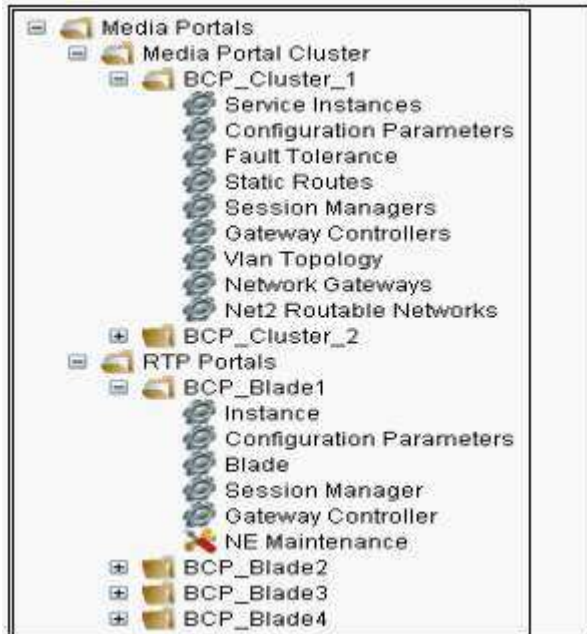 Media Portals
Media Portal Cluster
BCP_Cluster_1
Service Instances
Configuration Parameters
Fault Tolerance
Static Routes
Session Managers
Gateway Controllers
Vlan Topology
Network Gateways
Net2 Routable Networks
BCP_Cluster_2
RTP Portals
BCP_Blade1
Instance
Configuration Parameters
Blade
Session Manager
Gateway Controller
NE Maintenance
BCP_Blade2
BCP_Blade3
BCP_Blade4